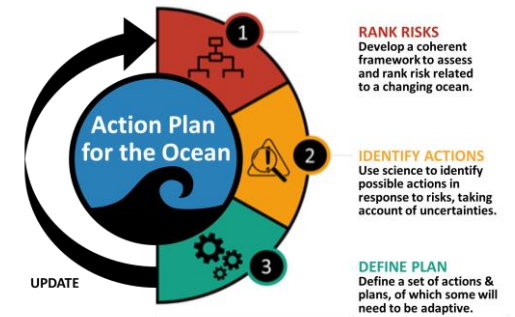 1
RANK RISKS
Develop a coherent
framework to assess
and rank risk related
to a changing ocean.
Action Plan
for the Ocean
2
IDENTIFY ACTIONS
Use science to identify
possible actions in
response to risks, taking
account of uncertainties.
3
DEFINE PLAN
Define a set of actions &
plans, of which some will
need to be adaptive.
UPDATE